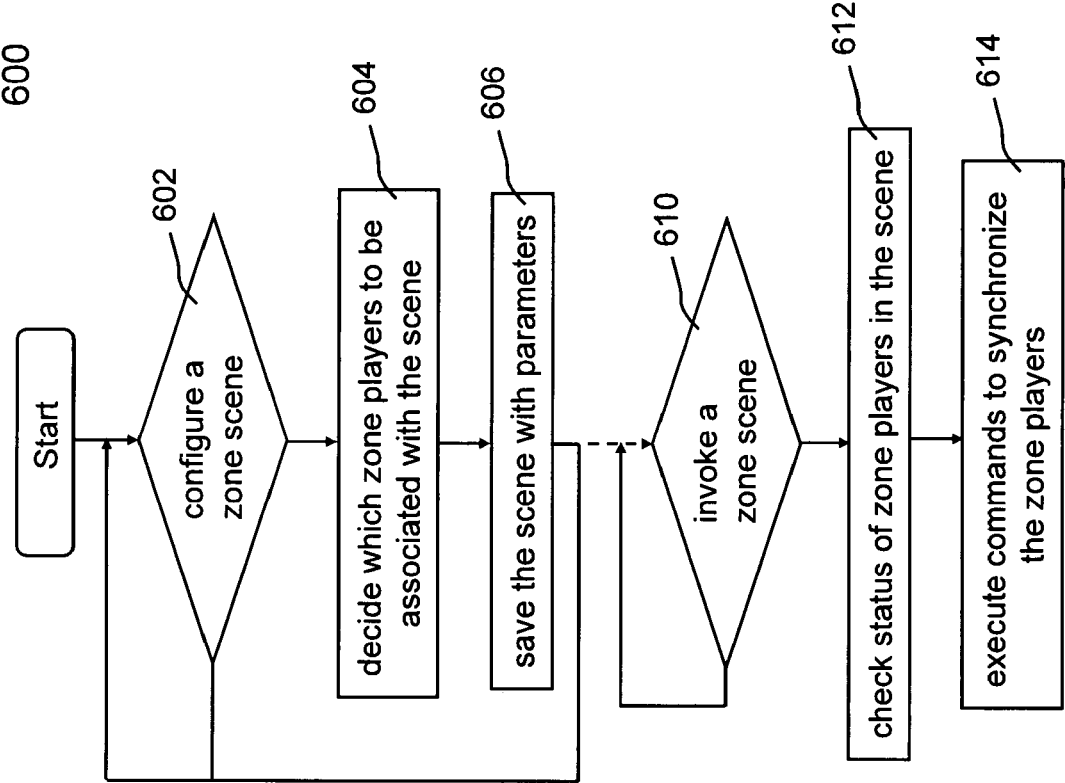 600
Start
602
configure a
zone scene
604
decide which zone players to be
associated with the scene
606
save the scene with parameters
610
invoke a
zone scene
612
check status of zone players in the scene
614
execute commands to synchronize
the zone players